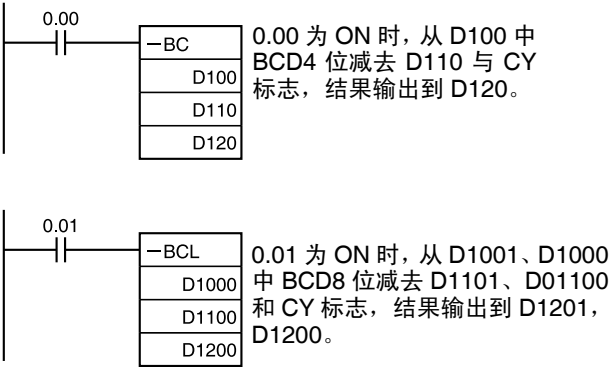 0.00
-BC
D100
D110
D120
0.00 为 ON 时，从 D100 中
BCD4 位减去 D110 与 CY
标志，结果输出到 D120。
0.01
-BCL
D1000
D1100
D1200
0.01 为 ON 时，从 D1001、D1000
中 BCD8 位减去 D1101、D01100
和 CY 标志，结果输出到 D1201，
D1200。